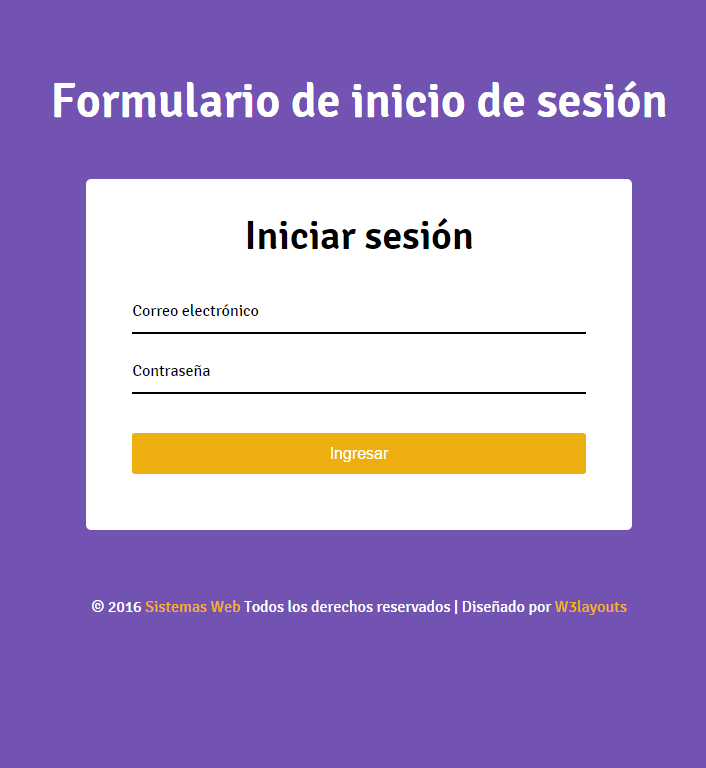 Formulario de inicio de sesión
Iniciar sesión
Correo electrónico
Contraseña
Ingresar
© 2016 Sistemas Web Todos los derechos reservados | Diseñado por W3layouts